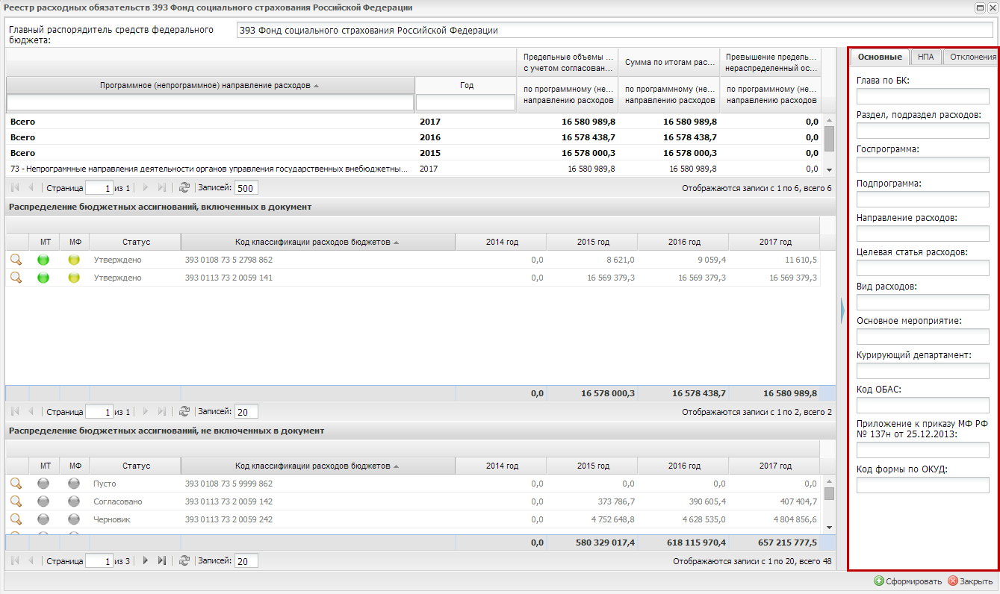 Реестр расходных обязательств 393 Фонд социального страхования Российской Федерации
Главный распорядитель средств федерального
бюджета:
393 Фонд социального страхования Российской Федерации
Предельные объемы ...
с учетом согласован...
Сумма по итогам рас...
Превышение предель...
нераспределенный ос...
Программное (непрограммное) направление расходов
Год
по программному (не...
направлению расходов
по программному (не...
направлению расходов
по программному (не...
направлению расходов
Всего 2017 16 580 989,8 16 580 989,8 0,0
Всего 2016 16 578 438,7 16 578 438,7 0,0
Всего 2015 16 578 000,3 16 578 000,3 0,0
73 - Непрограммные направления деятельности органов управления государственных внебюджетны... 2017 16 580 989,8 16 580 989,8 0,0
Страница 1 из 1 Записей: 500 Отображаются записи с 1 по 6, всего 6
Распределение бюджетных ассигнований, включенных в документ
МТ МФ Статус Код классификации расходов бюджетов 2014 год 2015 год 2016 год 2017 год
Утверждено 393 0108 73 5 2798 862 0,0 8 621,0 9 059,4 11 610,5
Утверждено 393 0113 73 2 0059 141 0,0 16 569 379,3 16 569 379,3 16 569 379,3
0,0 16 578 000,3 16 578 438,7 16 580 989,8
Страница 1 из 1 Записей: 20 Отображаются записи с 1 по 2, всего 2
Распределение бюджетных ассигнований, не включенных в документ
МТ МФ Статус Код классификации расходов бюджетов 2014 год 2015 год 2016 год 2017 год
Пусто 393 0108 73 5 9999 862 0,0 0,0 0,0 0,0
Согласовано 393 0113 73 2 0059 142 0,0 373 786,7 390 605,4 407 404,7
Черновик 393 0113 73 2 0059 242 0,0 4 752 648,8 4 628 535,0 4 804 856,6
0,0 580 329 017,4 618 115 970,4 657 215 777,5
Страница 1 из 3 Записей: 20 Отображаются записи с 1 по 20, всего 48
Основные НПА Отклонения
Глава по БК:
Раздел, подраздел расходов:
Госпрограмма:
Подпрограмма:
Направление расходов:
Целевая статья расходов:
Вид расходов:
Основное мероприятие:
Курирующий департамент:
Код ОБАС:
Приложение к приказу МФ РФ
№ 137н от 25.12.2013:
Код формы по ОКУД:
Сформировать Закрыть